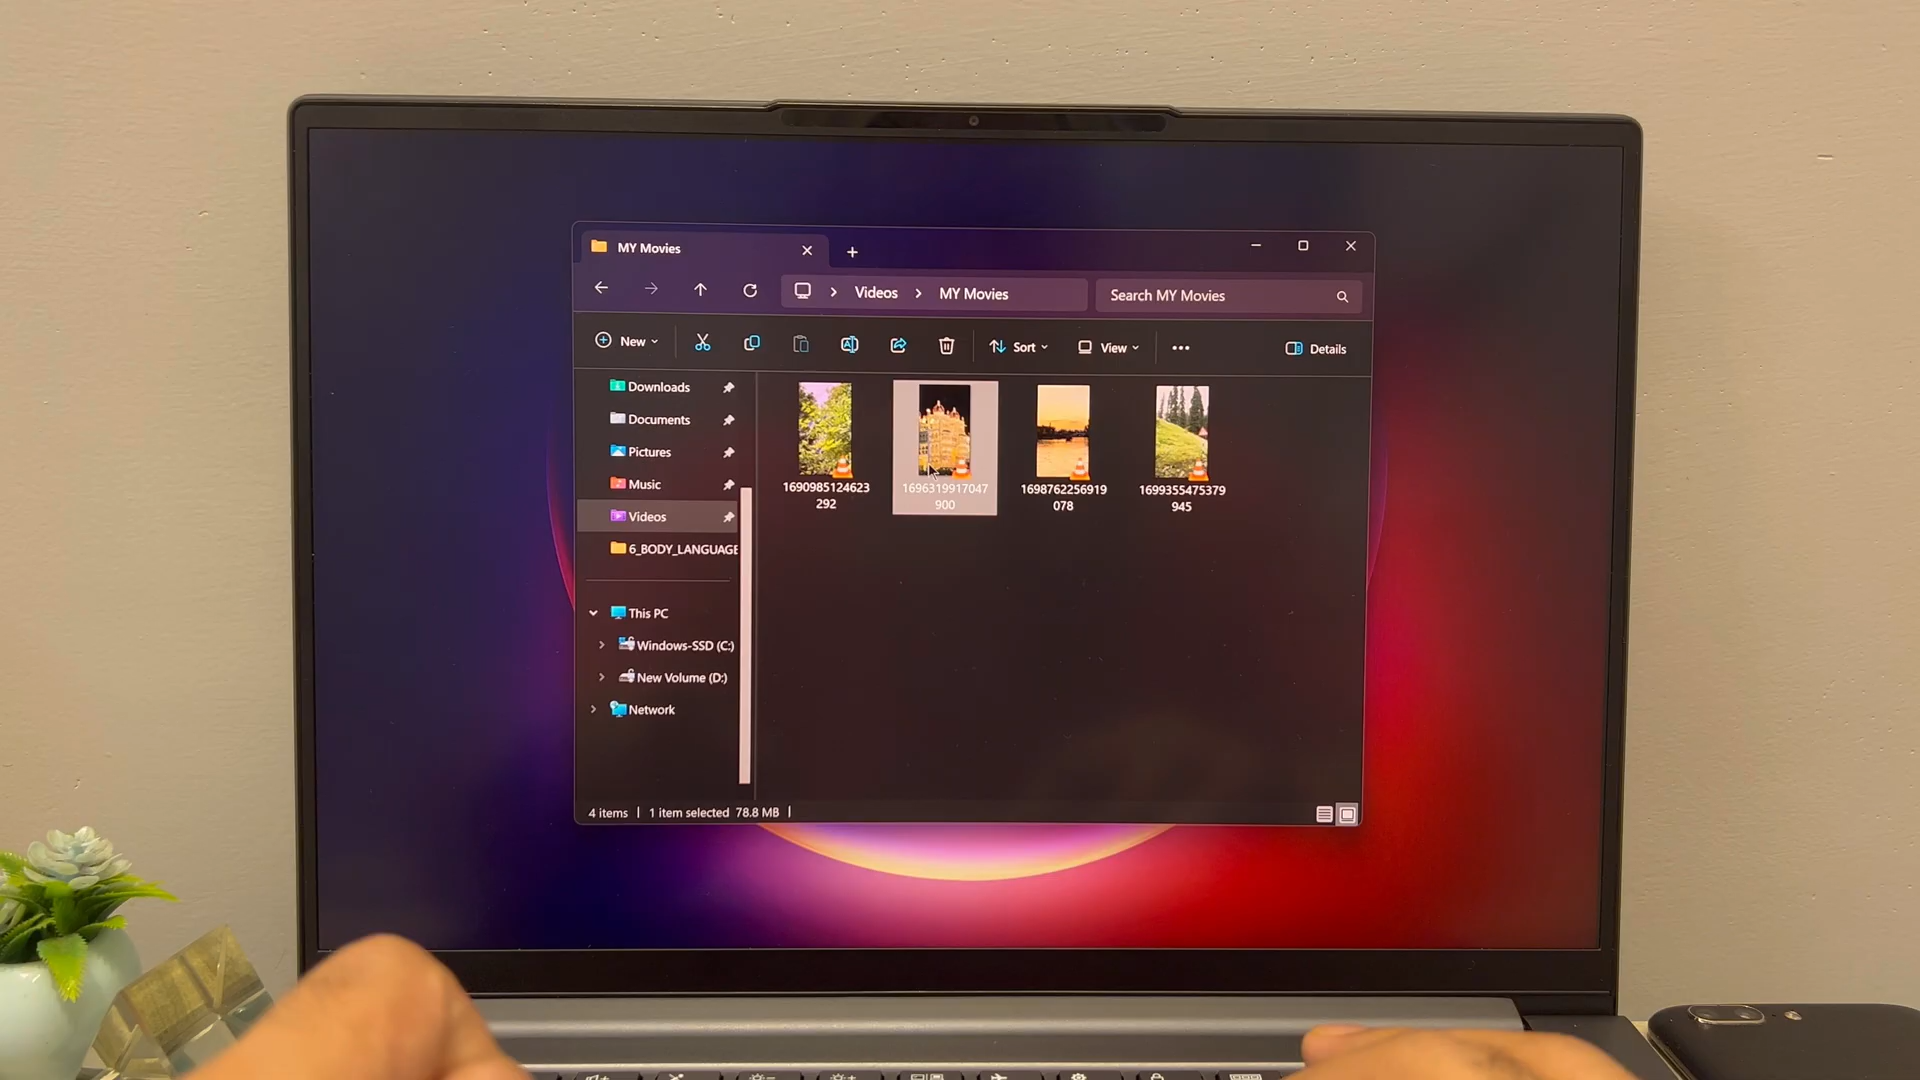 MY Movies
Videos > MY Movies
Search MY Movies
New
Sort
View
Details
Downloads
Documents
Pictures
Music
Videos
6_BODY_LANGUAGE
This PC
Windows-SSD (C:)
New Volume (D:)
Network
1690985124623
292
1696319917047
900
1698762256919
078
1699355475379
945
4 items | 1 item selected 78.8 MB |